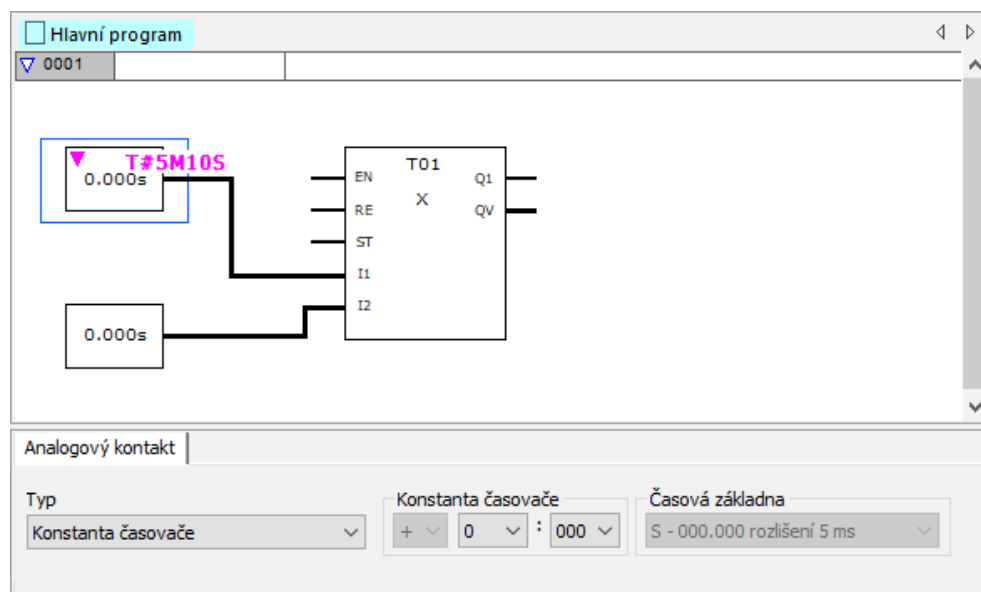 Hlavní program
0001
T#5M10S
0.000s
T01
X
EN
RE
ST
I1
I2
Q1
QV
0.000s
Analogový kontakt
Typ
Konstanta časovače
Konstanta časovače
+ 0 : 000
Časová základna
S - 000.000 rozlišení 5 ms